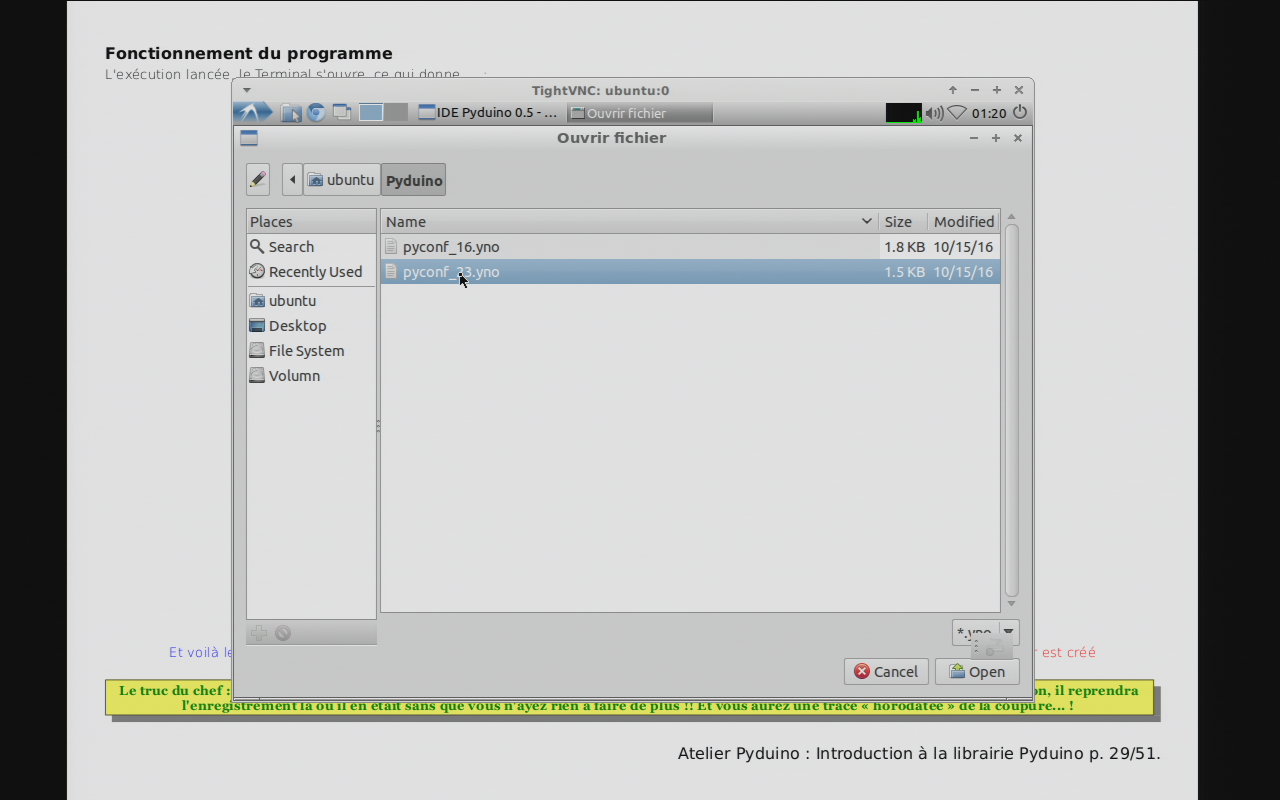 Fonctionnement du programme
L'exécution lancée, le Terminal s'ouvre, ce qui donne
TightVNC: ubuntu:0
IDE Pyduino 0.5 - ...
Ouvrir fichier
01:20
Ouvrir fichier
ubuntu
Pyduino
Places
Name
Size
Modified
Search
pyconf_16.yno
1.8 KB
10/15/16
Recently Used
pyconf_33.yno
1.5 KB
10/15/16
ubuntu
Desktop
File System
Volumn
*.yno
Et voilà le
r est créé
Cancel
Open
Le truc du chef :
on, il reprendra
l'enregistrement là où il en était sans que vous n'ayez rien à faire de plus !! Et vous aurez une trace « horodatée » de la coupure... !
Atelier Pyduino : Introduction à la librairie Pyduino p. 29/51.